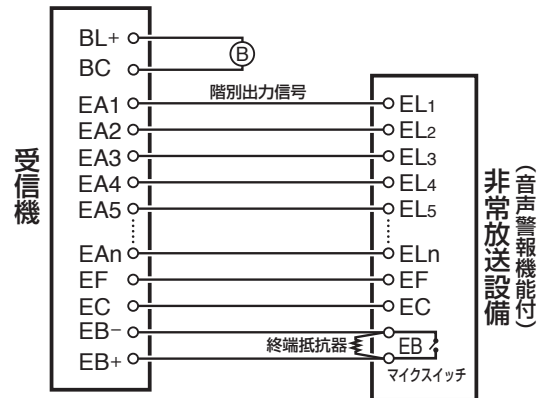 受信機
BL+
BC
B
EA1
EA2
EA3
EA4
EA5
EAn
EF
EC
EB−
EB+
階別出力信号
終端抵抗器
EL1
EL2
EL3
EL4
EL5
ELn
EF
EC
EB
マイクスイッチ
非常放送設備
(音声警報機能付)